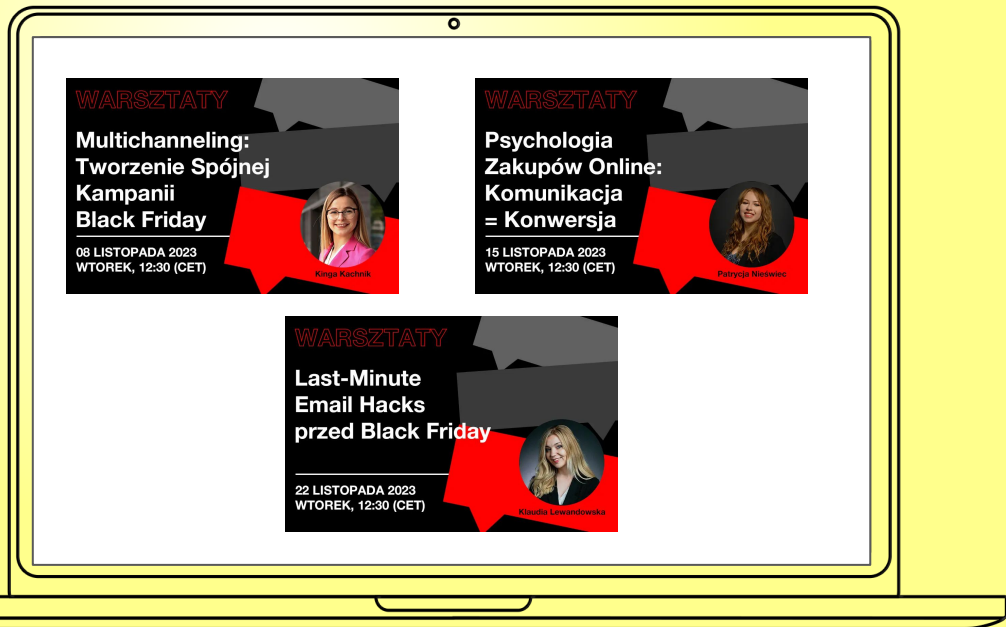 WARSZTATY
Multichanneling:
Tworzenie Spójnej
Kampanii
Black Friday
08 LISTOPADA 2023
WTOREK, 12:30 (CET)
Kinga Kachnik
WARSZTATY
Psychologia
Zakupów Online:
Komunikacja
= Konwersja
15 LISTOPADA 2023
WTOREK, 12:30 (CET)
Patrycja Nieświec
WARSZTATY
Last-Minute
Email Hacks
przed Black Friday
22 LISTOPADA 2023
WTOREK, 12:30 (CET)
Klaudia Lewandowska